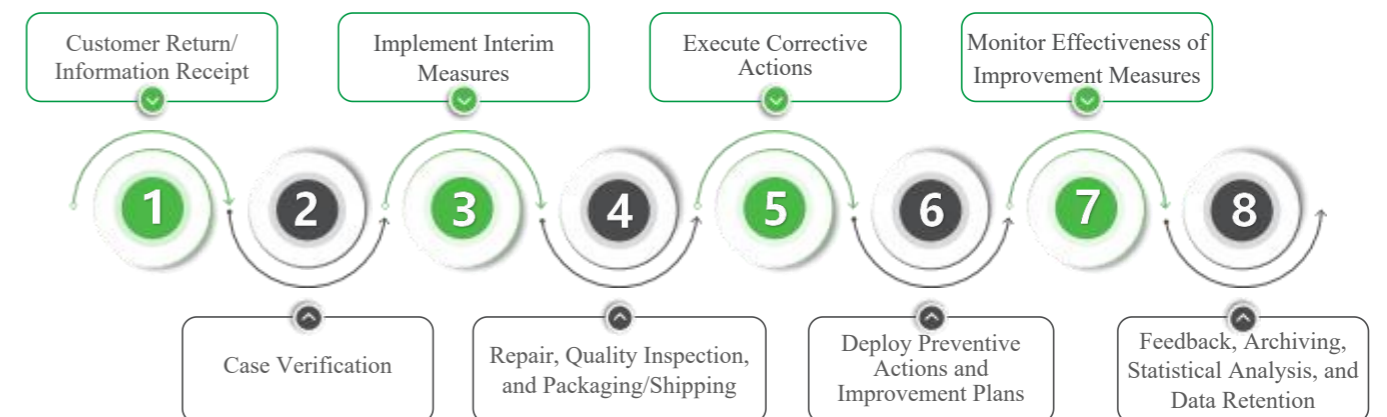 Customer Return/
Information Receipt
Implement Interim
Measures
Execute Corrective
Actions
Monitor Effectiveness of
Improvement Measures
1
2
3
4
5
6
7
8
Case Verification
Repair, Quality Inspection,
and Packaging/Shipping
Deploy Preventive
Actions and
Improvement Plans
Feedback, Archiving,
Statistical Analysis, and
Data Retention